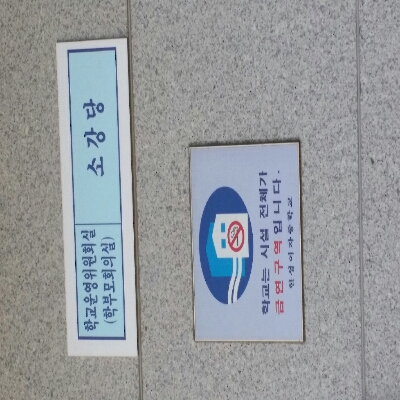 학교운영위원회실
(학부모회의실)
소강당
학교는 시설 전체가
금연구역입니다.